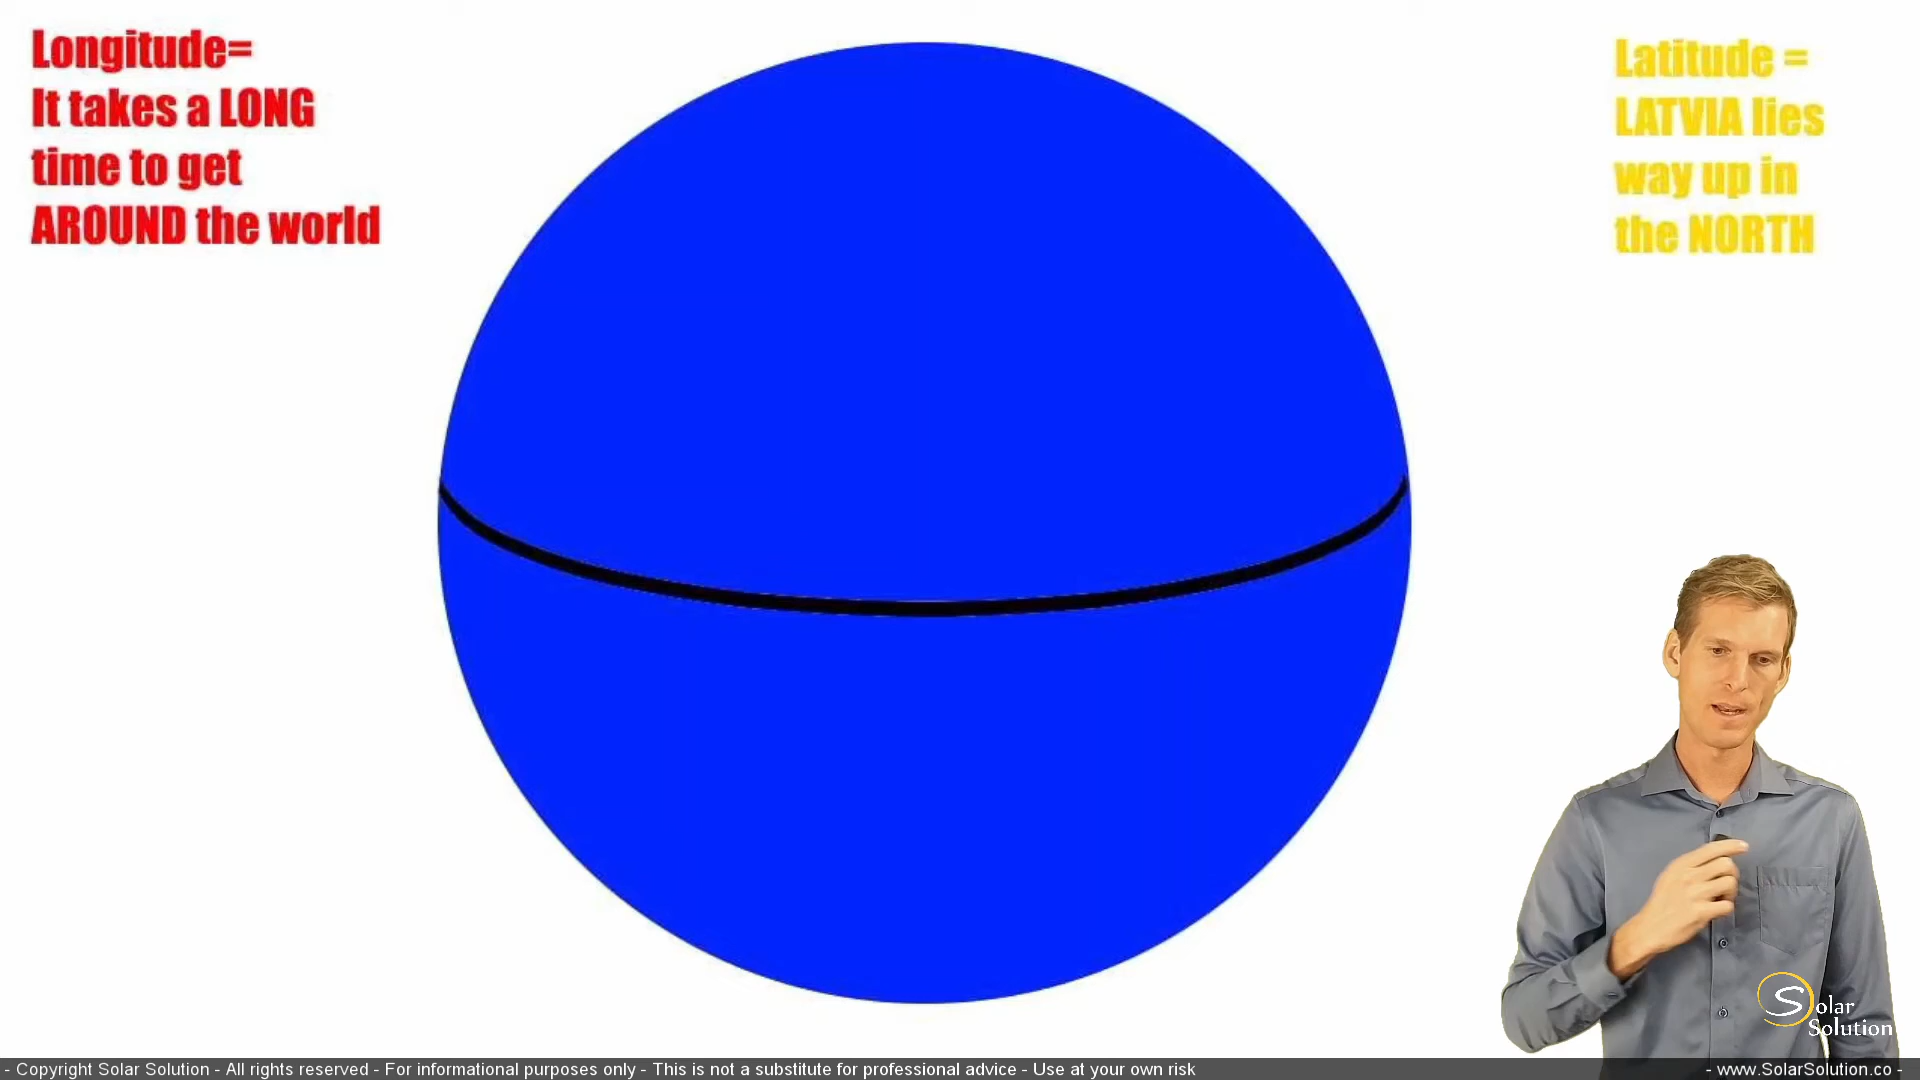 Longitude=
It takes a LONG
time to get
AROUND the world
Latitude =
LATVIA lies
way up in
the NORTH
Solar
Solution
- Copyright Solar Solution - All rights reserved - For informational purposes only - This is not a substitute for professional advice - Use at your own risk - www.SolarSolution.co -